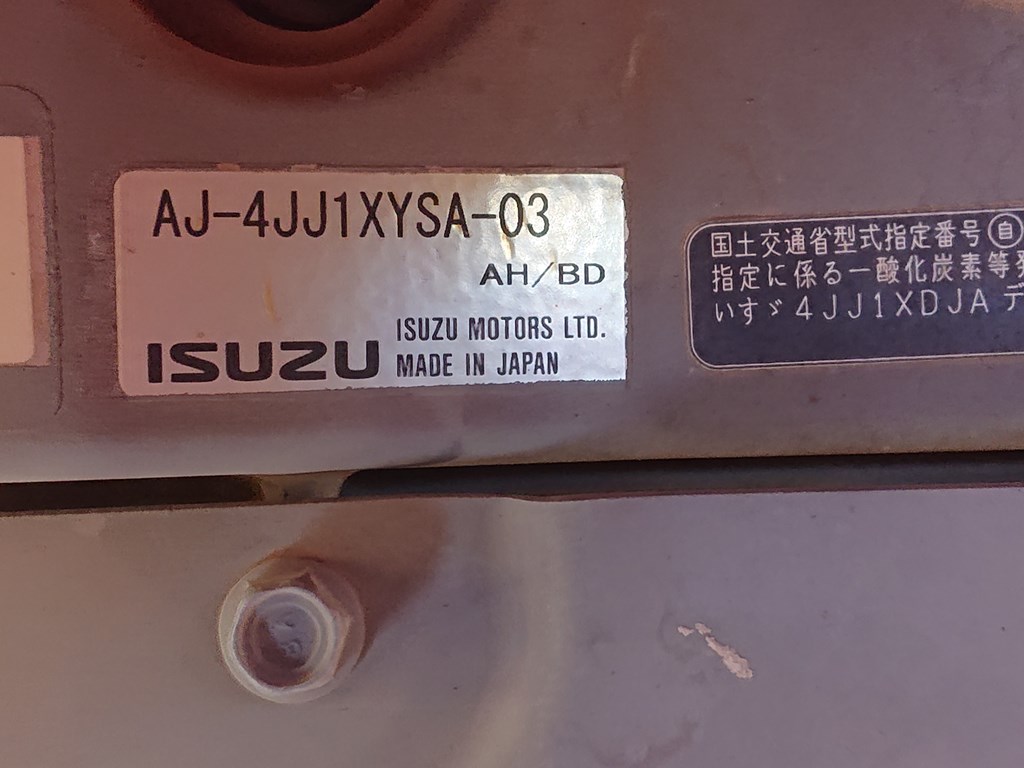 AJ-4JJ1XYSA-03
AH/BD
ISUZU
ISUZU MOTORS LTD.
MADE IN JAPAN
国土交通省型式指定番号 自
指定に係る一酸化炭素等
いすゞ 4JJ1XDJA デ